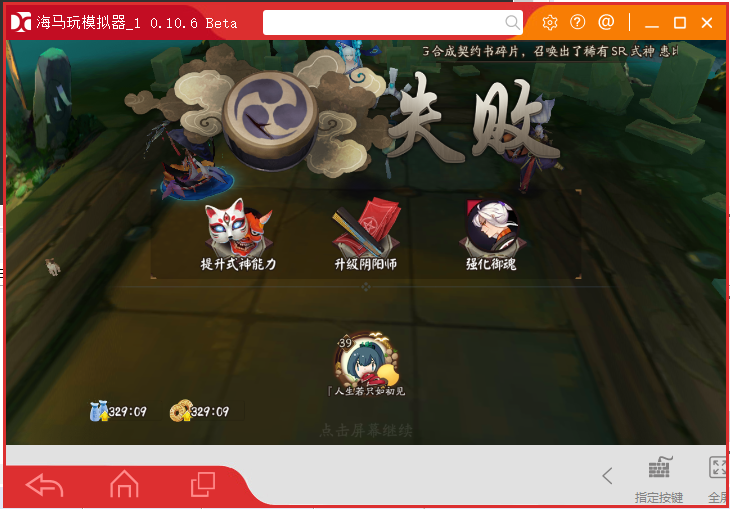 海马玩模拟器_1 0.10.6 Beta
合成契约书碎片，召唤出了稀有SR式神 惠比
失败
提升式神能力
升级阴阳师
强化御魂
39
「人生若只如初见
329:09
329:09
点击屏幕继续
指定按键
全屏